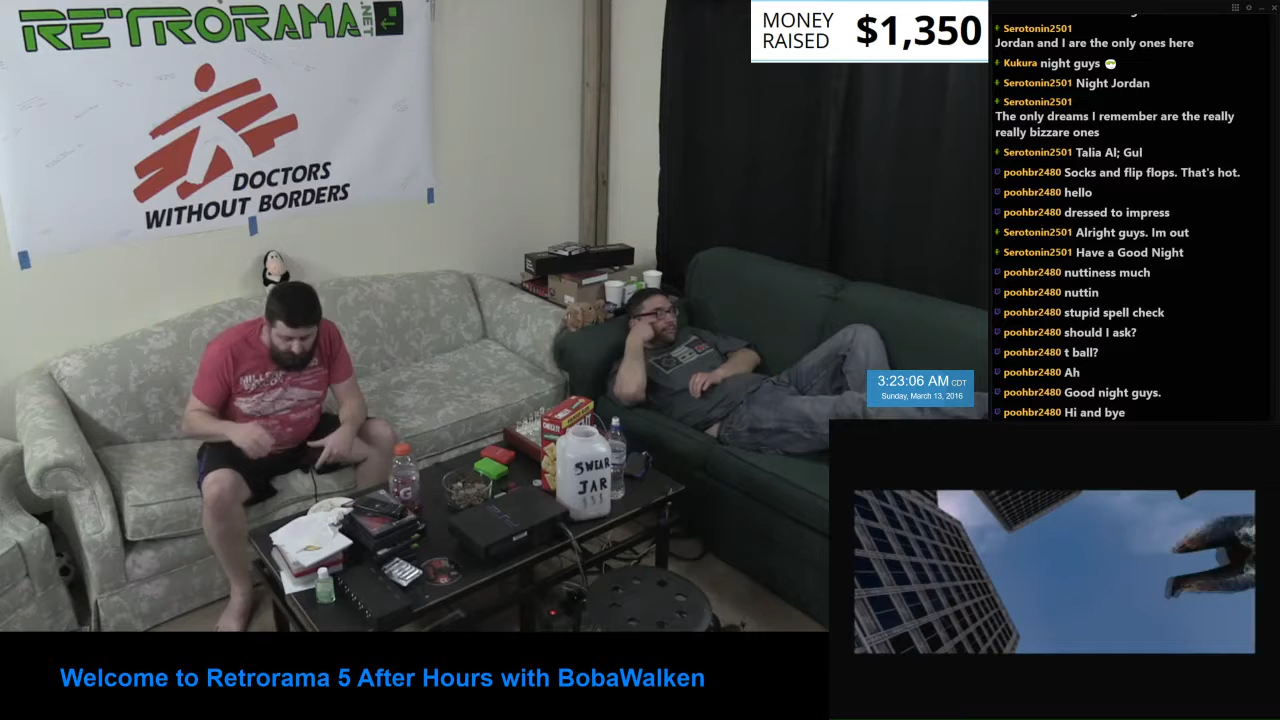 RETRORAMA
.NET
DOCTORS
WITHOUT BORDERS
MONEY
RAISED
$1,350
Serotonin2501
Jordan and I are the only ones here
Kukura night guys
Serotonin2501 Night Jordan
Serotonin2501
The only dreams I remember are the really
really bizzare ones
Serotonin2501 Talia Al; Gul
poohbr2480 Socks and flip flops. That's hot.
poohbr2480 hello
poohbr2480 dressed to impress
Serotonin2501 Alright guys. Im out
Serotonin2501 Have a Good Night
poohbr2480 nuttiness much
poohbr2480 nuttin
poohbr2480 stupid spell check
poohbr2480 should I ask?
poohbr2480 t ball?
poohbr2480 Ah
poohbr2480 Good night guys.
poohbr2480 Hi and bye
3:23:06 AM CDT
Sunday, March 13, 2016
SWEAR
JAR
$$$
G
Welcome to Retrorama 5 After Hours with BobaWalken